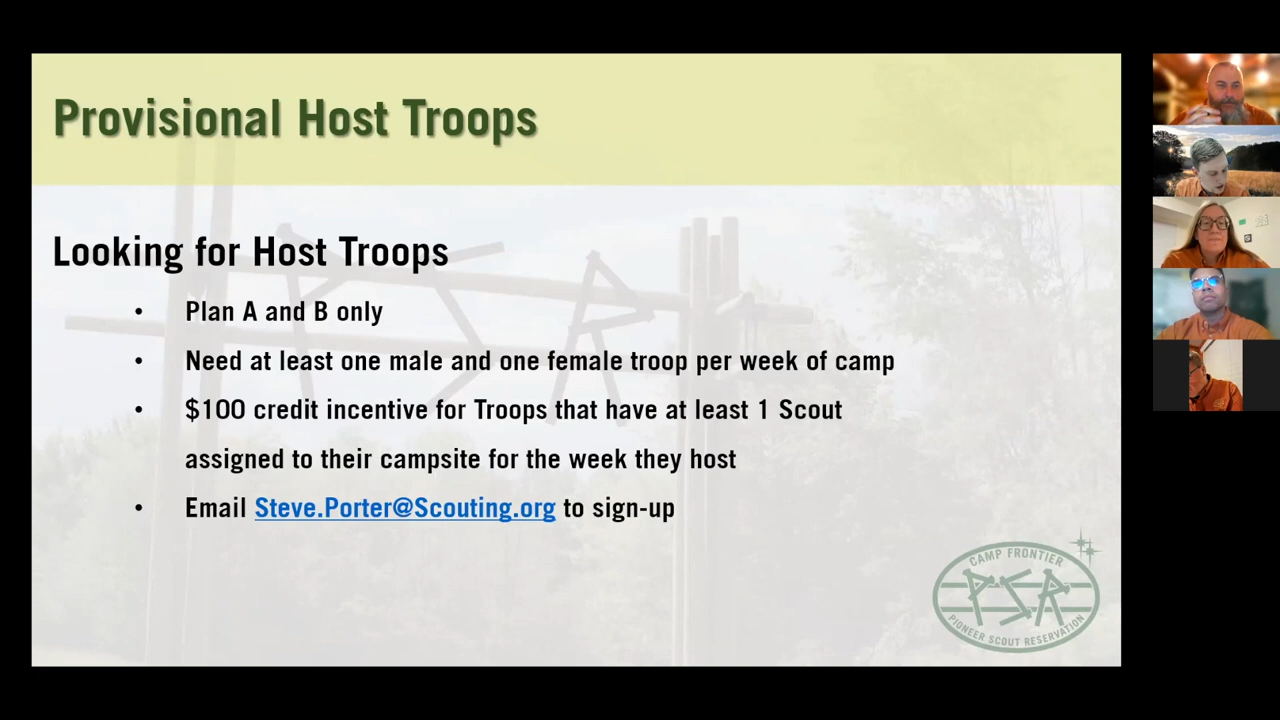 Provisional Host Troops
Looking for Host Troops
• Plan A and B only
• Need at least one male and one female troop per week of camp
• $100 credit incentive for Troops that have at least 1 Scout
assigned to their campsite for the week they host
• Email Steve.Porter@Scouting.org to sign-up
CAMP FRONTIER
PSR
PIONEER SCOUT RESERVATION